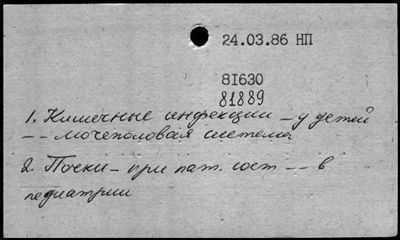 24.03.86 НП
81630
81889
1. Кишечные инфекции – у детей
– – мочеполовая система
2. Почки – при пат. сост – – в
педиатрии